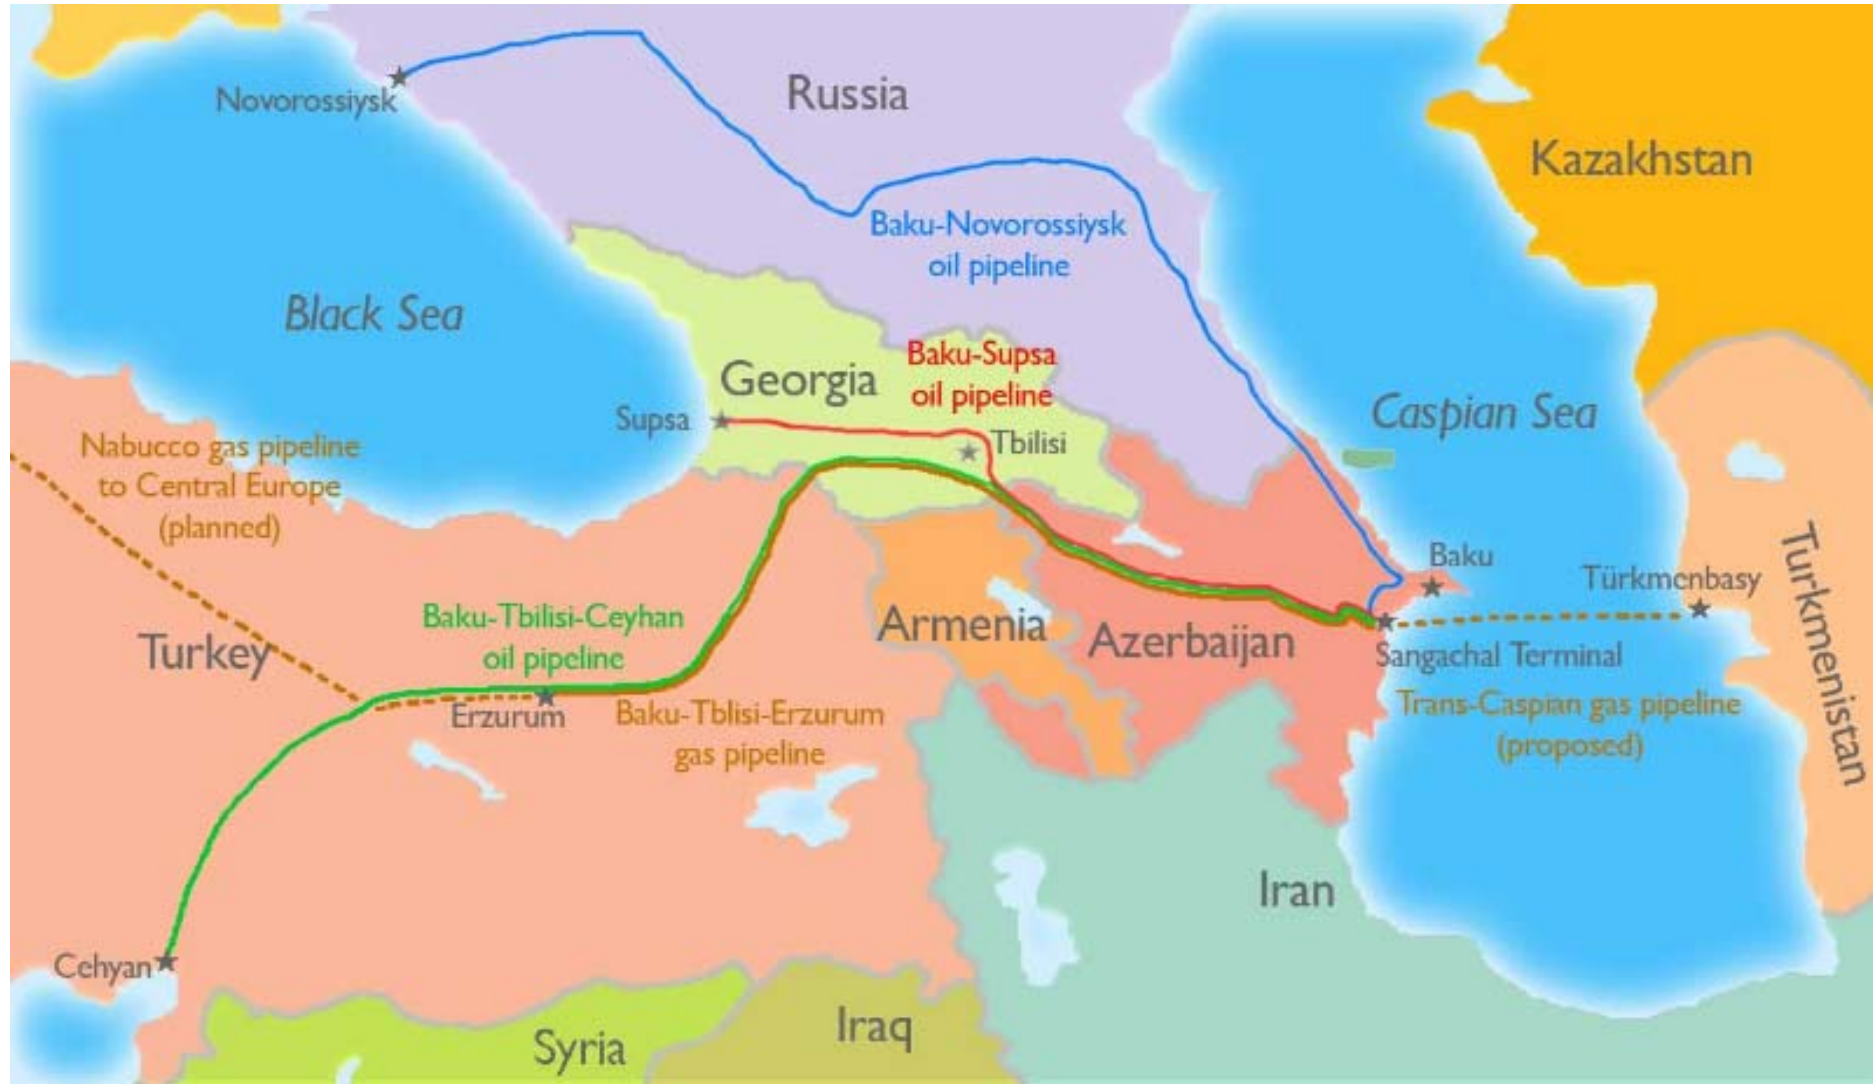 Russia
Novorossiysk
Kazakhstan
Baku-Novorossiysk
oil pipeline
Black Sea
Baku-Supsa
oil pipeline
Georgia
Caspian Sea
Supsa
Tbilisi
Nabucco gas pipeline
to Central Europe
(planned)
Baku
Türkmenbasy
Turkmenistan
Baku-Tbilisi-Ceyhan
oil pipeline
Armenia
Azerbaijan
Turkey
Sangachal Terminal
Erzurum
Baku-Tblisi-Erzurum
gas pipeline
Trans-Caspian gas pipeline
(proposed)
Iran
Cehyan
Syria
Iraq